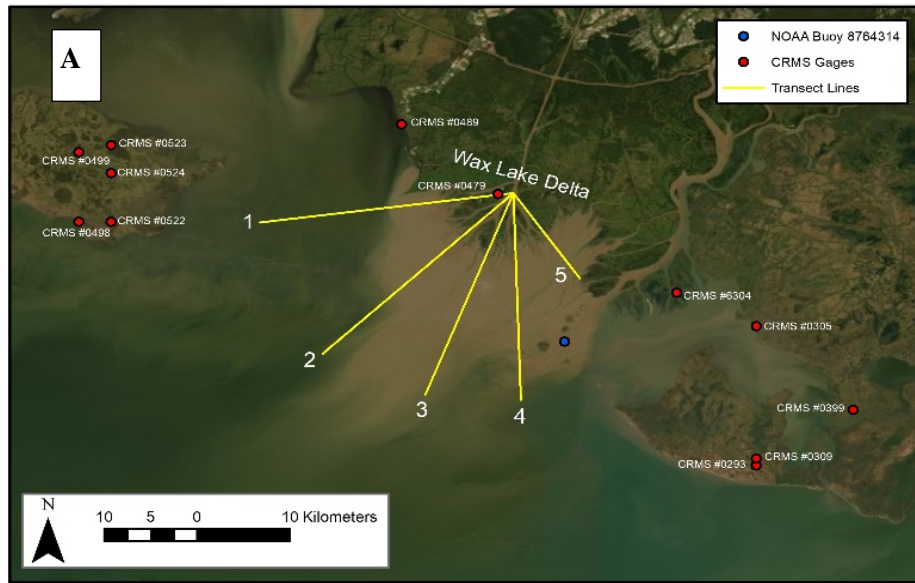 A
NOAA Buoy 8764314
CRMS Gages
Transect Lines
CRMS #0489
CRMS #0523
CRMS #0499
CRMS #0524
Wax Lake Delta
CRMS #0479
CRMS #0522
CRMS #0498
1
5
CRMS #6304
CRMS #0305
2
3
4
CRMS #0399
CRMS #0309
CRMS #0293
N
10 5 0 10 Kilometers